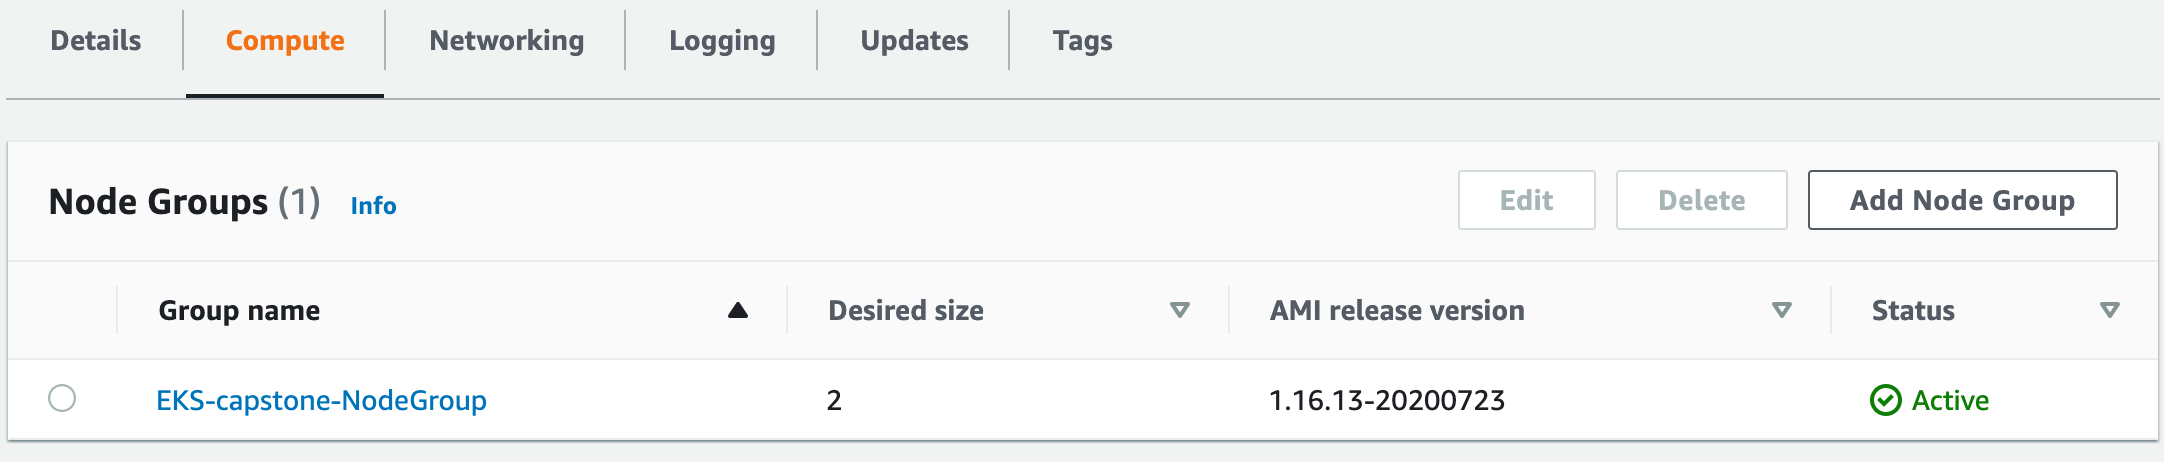 Details Compute Networking Logging Updates Tags
Node Groups (1) Info Edit Delete Add Node Group
Group name Desired size AMI release version Status
EKS-capstone-NodeGroup 2 1.16.13-20200723 Active